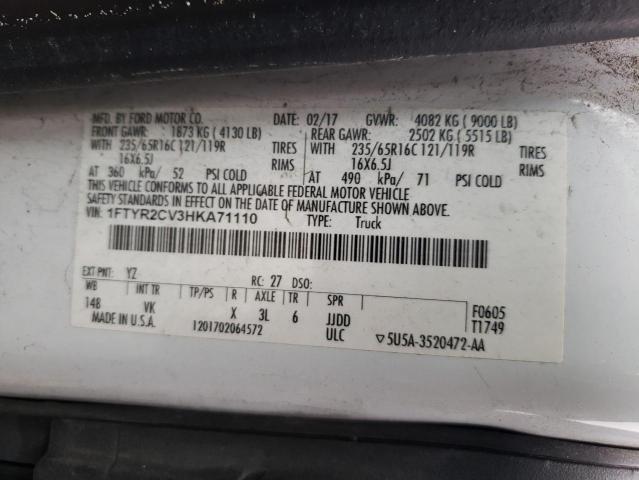 MFD. BY FORD MOTOR CO. DATE: 02/17 GVWR: 4082 KG ( 9000 LB)
FRONT GAWR: 1873 KG ( 4130 LB) REAR GAWR: 2502 KG ( 5515 LB)
WITH 235/65R16C 121/119R TIRES WITH 235/65R16C 121/119R TIRES
16X6.5J RIMS 16X6.5J RIMS
AT 360 kPa/ 52 PSI COLD AT 490 kPa/ 71 PSI COLD
THIS VEHICLE CONFORMS TO ALL APPLICABLE FEDERAL MOTOR VEHICLE
SAFETY STANDARDS IN EFFECT ON THE DATE OF MANUFACTURE SHOWN ABOVE.
VIN: 1FTYR2CV3HKA71110 TYPE: Truck
EXT PNT: YZ RC: 27 DSO:
WB INT TR TP/PS R AXLE TR SPR F0605
148 VK X 3L 6 JJDD T1749
MADE IN U.S.A. 1201702064572 ULC ▽5U5A-3520472-AA